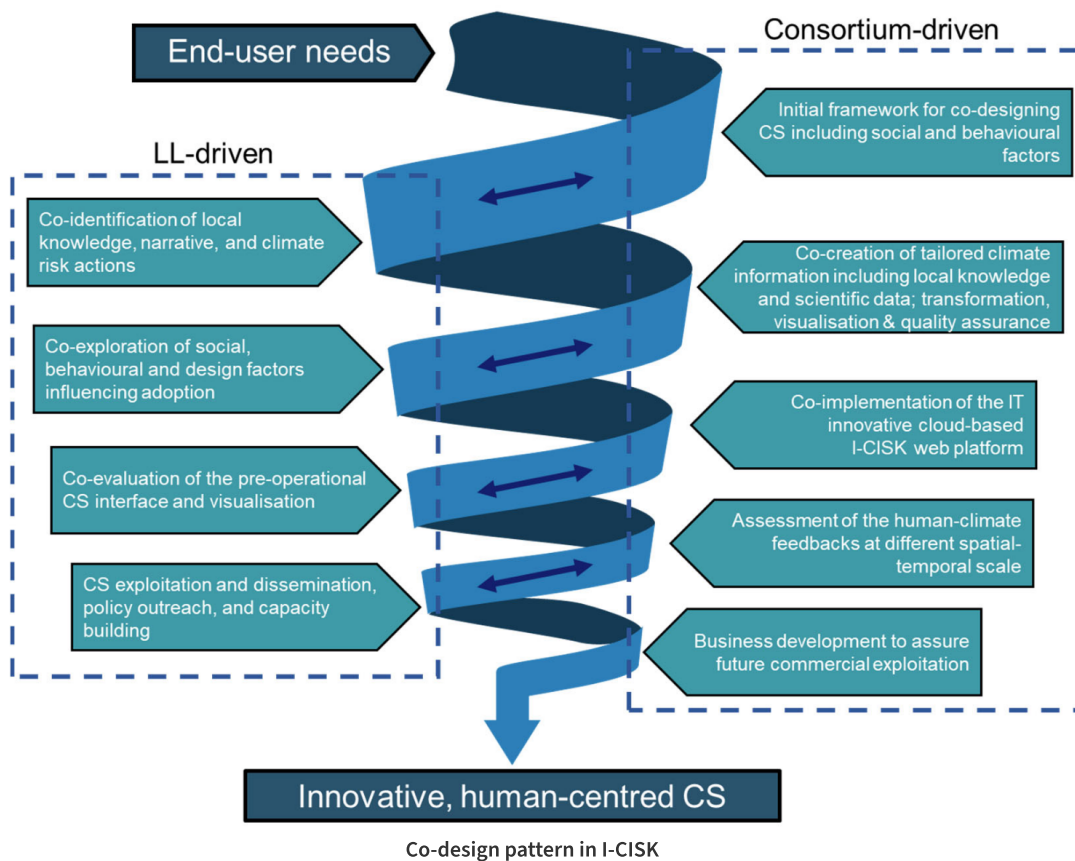 End-user needs
Consortium-driven
Initial framework for co-designing
CS including social and behavioural
factors
LL-driven
Co-identification of local
knowledge, narrative, and climate
risk actions
Co-creation of tailored climate
information including local knowledge
and scientific data; transformation,
visualisation & quality assurance
Co-exploration of social,
behavioural and design factors
influencing adoption
Co-implementation of the IT
innovative cloud-based
I-CISK web platform
Co-evaluation of the pre-operational
CS interface and visualisation
Assessment of the human-climate
feedbacks at different spatial-
temporal scale
CS exploitation and dissemination,
policy outreach, and capacity
building
Business development to assure
future commercial exploitation
Innovative, human-centred CS
Co-design pattern in I-CISK